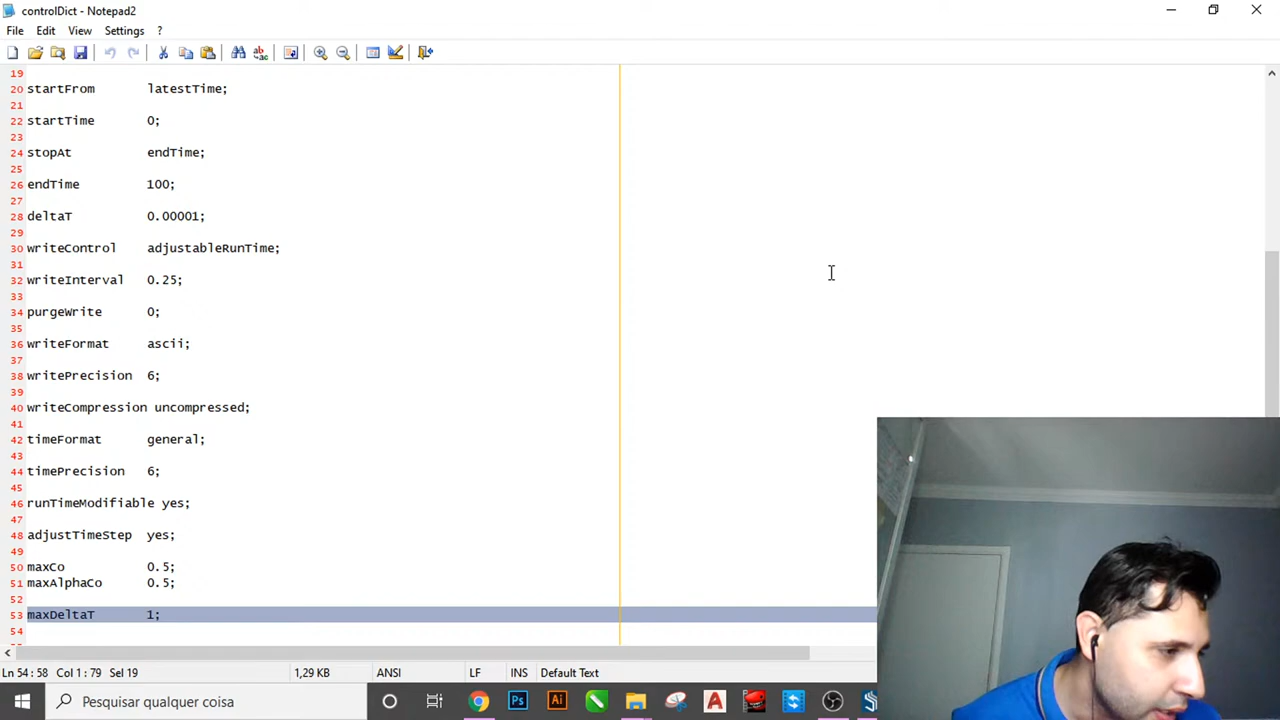 controlDict - Notepad2
File Edit View Settings ?
19
20 startFrom latestTime;
21
22 startTime 0;
23
24 stopAt endTime;
25
26 endTime 100;
27
28 deltaT 0.00001;
29
30 writeControl adjustableRunTime;
31
32 writeInterval 0.25;
33
34 purgeWrite 0;
35
36 writeFormat ascii;
37
38 writePrecision 6;
39
40 writeCompression uncompressed;
41
42 timeFormat general;
43
44 timePrecision 6;
45
46 runTimeModifiable yes;
47
48 adjustTimeStep yes;
49
50 maxCo 0.5;
51 maxAlphaCo 0.5;
52
53 maxDeltaT 1;
54
Ln 54 : 58 Col 1 : 79 Sel 19 1,29 KB ANSI LF INS Default Text
Pesquisar qualquer coisa Ps Ai A